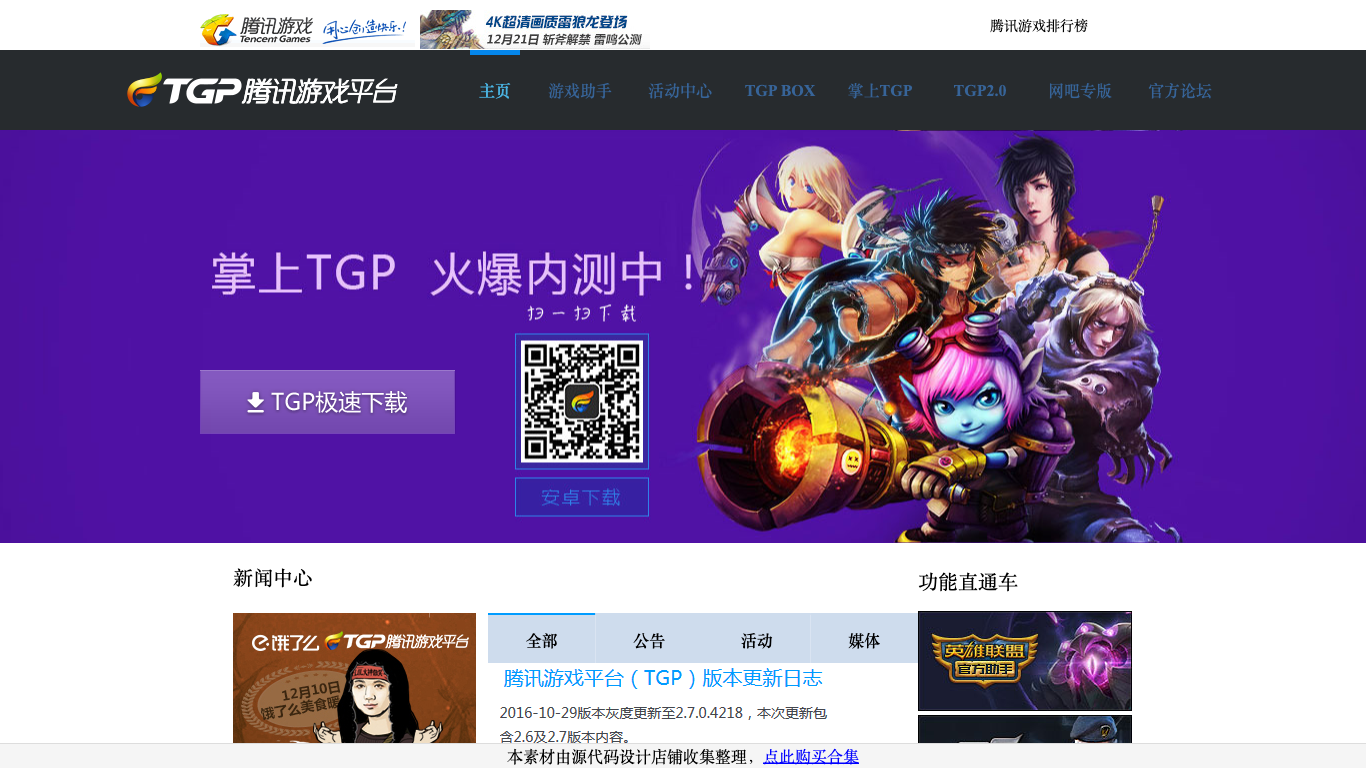 腾讯游戏
Tencent Games
用心创造快乐!
4K超清画质雷狼龙登场
12月21日 斩斧解禁 雷鸣公测
腾讯游戏排行榜
TGP腾讯游戏平台
主页 游戏助手 活动中心 TGP BOX 掌上TGP TGP2.0 网吧专版 官方论坛
掌上TGP 火爆内测中！
扫一扫下载
TGP极速下载
安卓下载
新闻中心
功能直通车
饿了么 TGP腾讯游戏平台
12月10日
饿了么美食暖
全部 公告 活动 媒体
腾讯游戏平台（TGP）版本更新日志
2016-10-29版本灰度更新至2.7.0.4218，本次更新包
含2.6及2.7版本内容。
英雄联盟
官方助手
本素材由源代码设计店铺收集整理，点此购买合集